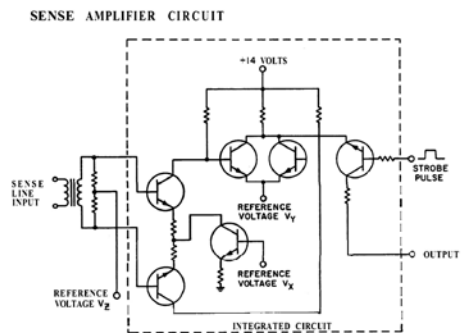 SENSE AMPLIFIER CIRCUIT
+14 VOLTS
SENSE
LINE
INPUT
STROBE
PULSE
REFERENCE
VOLTAGE VY
OUTPUT
REFERENCE
VOLTAGE VX
REFERENCE
VOLTAGE VZ
INTEGRATED CIRCUIT